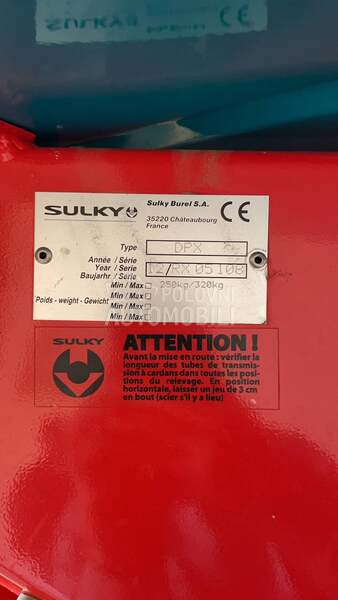 SULKY
SULKY
Sulky Burel S.A.
35220 Châteaubourg
France
CE
Type DPX
Année / Série
Year / Serie
Baujahr / Serie
12/RX 05108
Poids - weight - Gewicht
Min / Max 250kg/320kg
Min / Max
Min / Max
Min / Max
POLOVNI
AUTOMOBILI
SULKY
ATTENTION !
Avant la mise en route : vérifier la
longueur des tubes de transmis-
sion à cardans dans toutes les posi-
tions du relevage. En position
horizontale, laisser un jeu de 3 cm
en bout (scier s'il y a lieu)